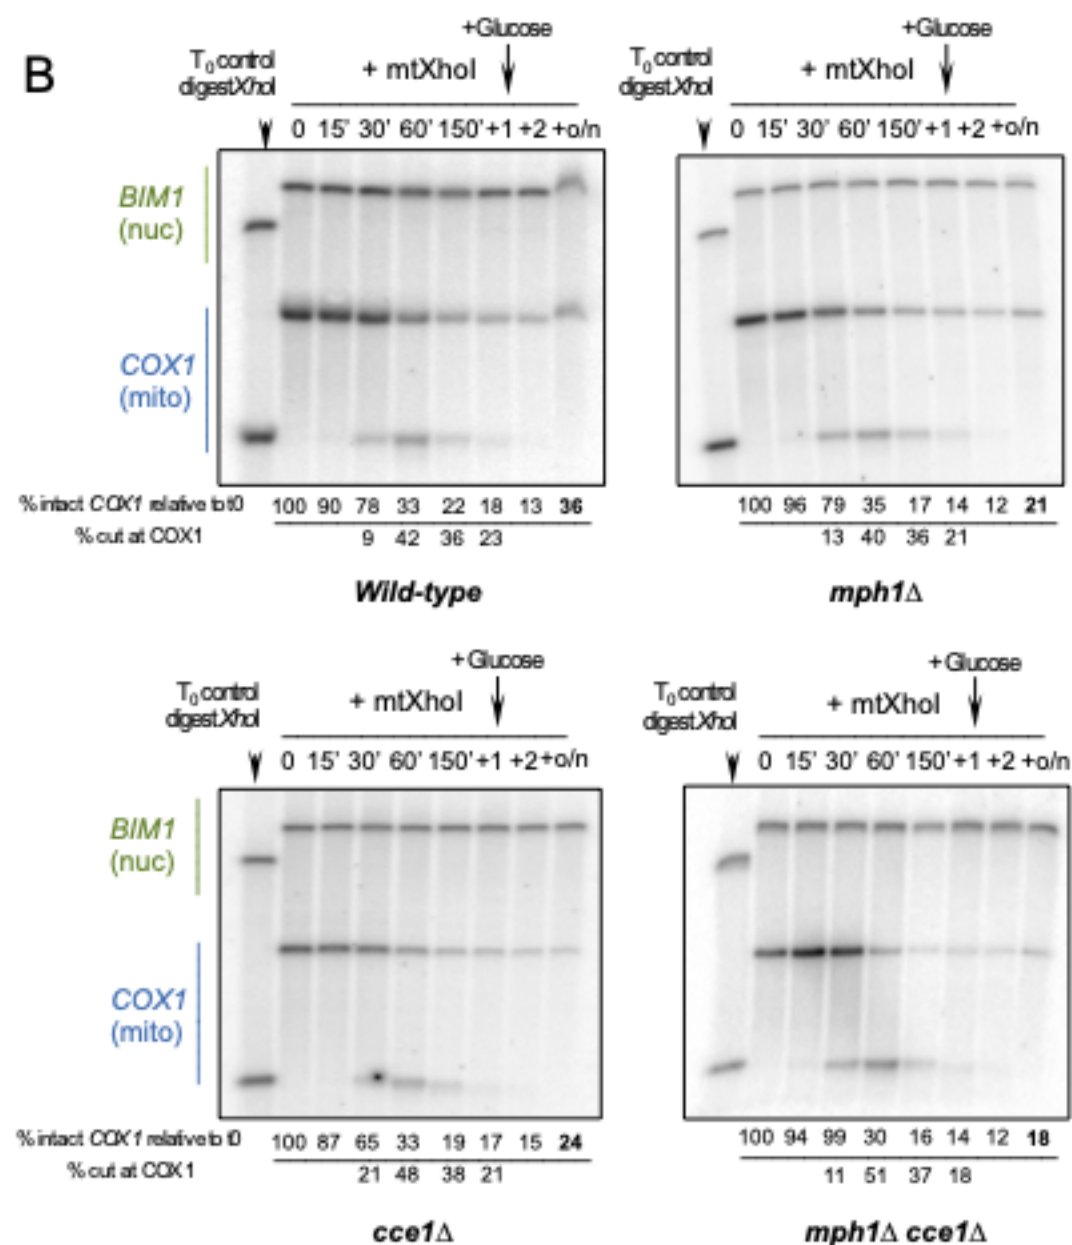 B
+Glucose
T0 control
digest XhoI
+ mtXhoI
0 15' 30' 60' 150' +1 +2 +o/n
BIM1
(nuc)
COX1
(mito)
% intact COX1 relative to t0 100 90 78 33 22 18 13 36
% cut at COX1 9 42 36 23
Wild-type
+Glucose
T0 control
digest XhoI
+ mtXhoI
0 15' 30' 60' 150' +1 +2 +o/n
100 96 79 35 17 14 12 21
13 40 36 21
mph1Δ
+Glucose
T0 control
digest XhoI
+ mtXhoI
0 15' 30' 60' 150' +1 +2 +o/n
BIM1
(nuc)
COX1
(mito)
% intact COX1 relative to t0 100 87 65 33 19 17 15 24
% cut at COX1 21 48 38 21
cce1Δ
+Glucose
T0 control
digest XhoI
+ mtXhoI
0 15' 30' 60' 150' +1 +2 +o/n
100 94 99 30 16 14 12 18
11 51 37 18
mph1Δ cce1Δ